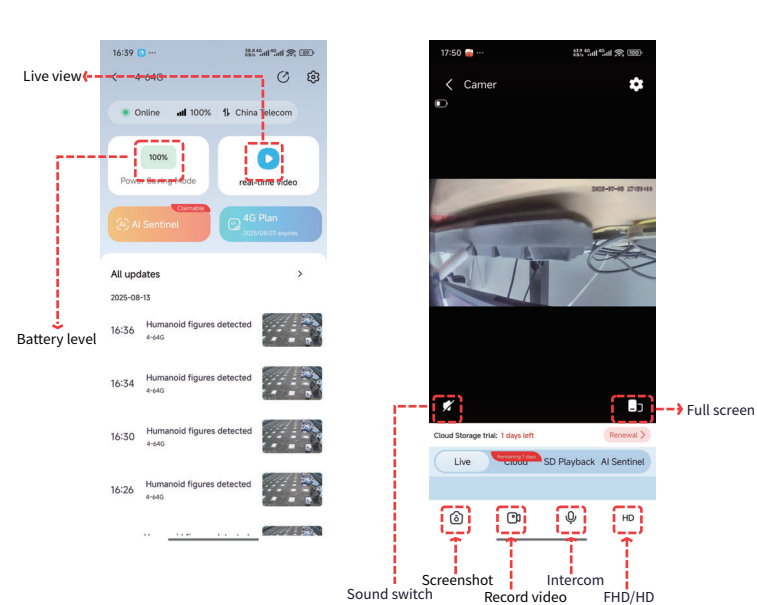 16:39
Live view
4-64G
Online 100% China Telecom
100%
Power Saving Mode
real-time video
Claimable
AI Sentinel
4G Plan
2025/08/23 expires
All updates
2025-08-13
16:36 Humanoid figures detected
4-64G
16:34 Humanoid figures detected
4-64G
16:30 Humanoid figures detected
4-64G
16:26 Humanoid figures detected
4-64G
Battery level
17:50
Camer
Full screen
Cloud Storage trial: 1 days left Renewal
Remaining 1 days
Live Cloud SD Playback AI Sentinel
HD
Screenshot
Intercom
Sound switch
Record video
FHD/HD